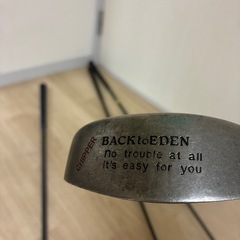 CHIPPER
BACK to EDEN
no trouble at all
it's easy for you